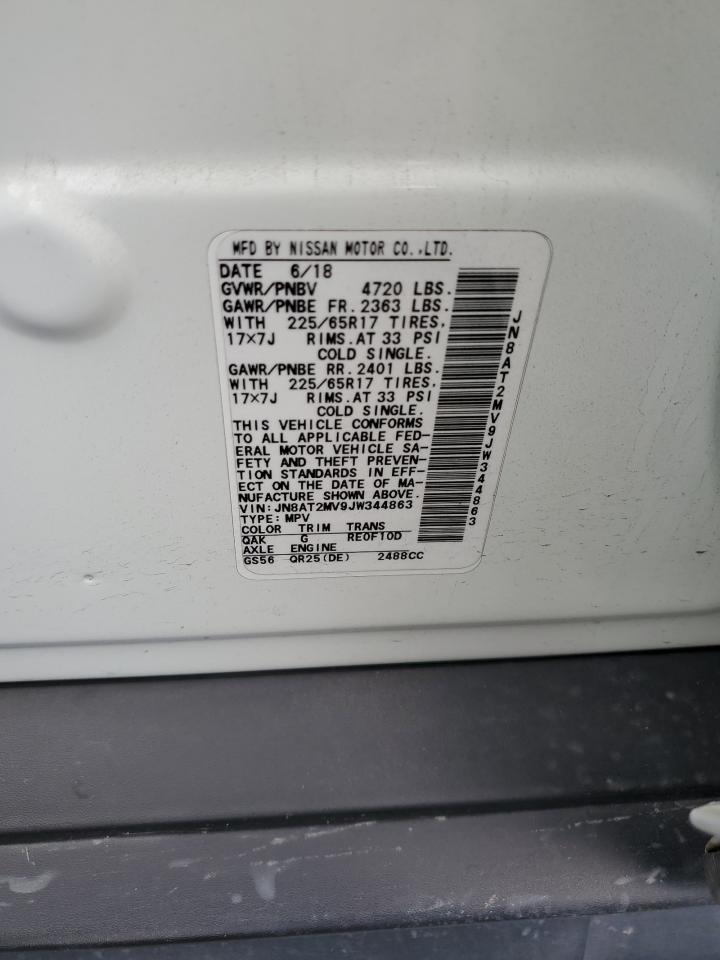 MFD BY NISSAN MOTOR CO.,LTD.
DATE 6/18
GVWR/PNBV 4720 LBS.
GAWR/PNBE FR. 2363 LBS.
WITH 225/65R17 TIRES,
17×7J RIMS.AT 33 PSI
COLD SINGLE.
GAWR/PNBE RR. 2401 LBS.
WITH 225/65R17 TIRES,
17×7J RIMS.AT 33 PSI
COLD SINGLE.
THIS VEHICLE CONFORMS
TO ALL APPLICABLE FED-
ERAL MOTOR VEHICLE SA-
FETY AND THEFT PREVEN-
TION STANDARDS IN EFF-
ECT ON THE DATE OF MA-
NUFACTURE SHOWN ABOVE.
VIN: JN8AT2MV9JW344863
TYPE: MPV
COLOR TRIM TRANS
QAK G RE0F10D
AXLE ENGINE
GS56 QR25(DE) 2488CC
JN8AT2MV9JW344863